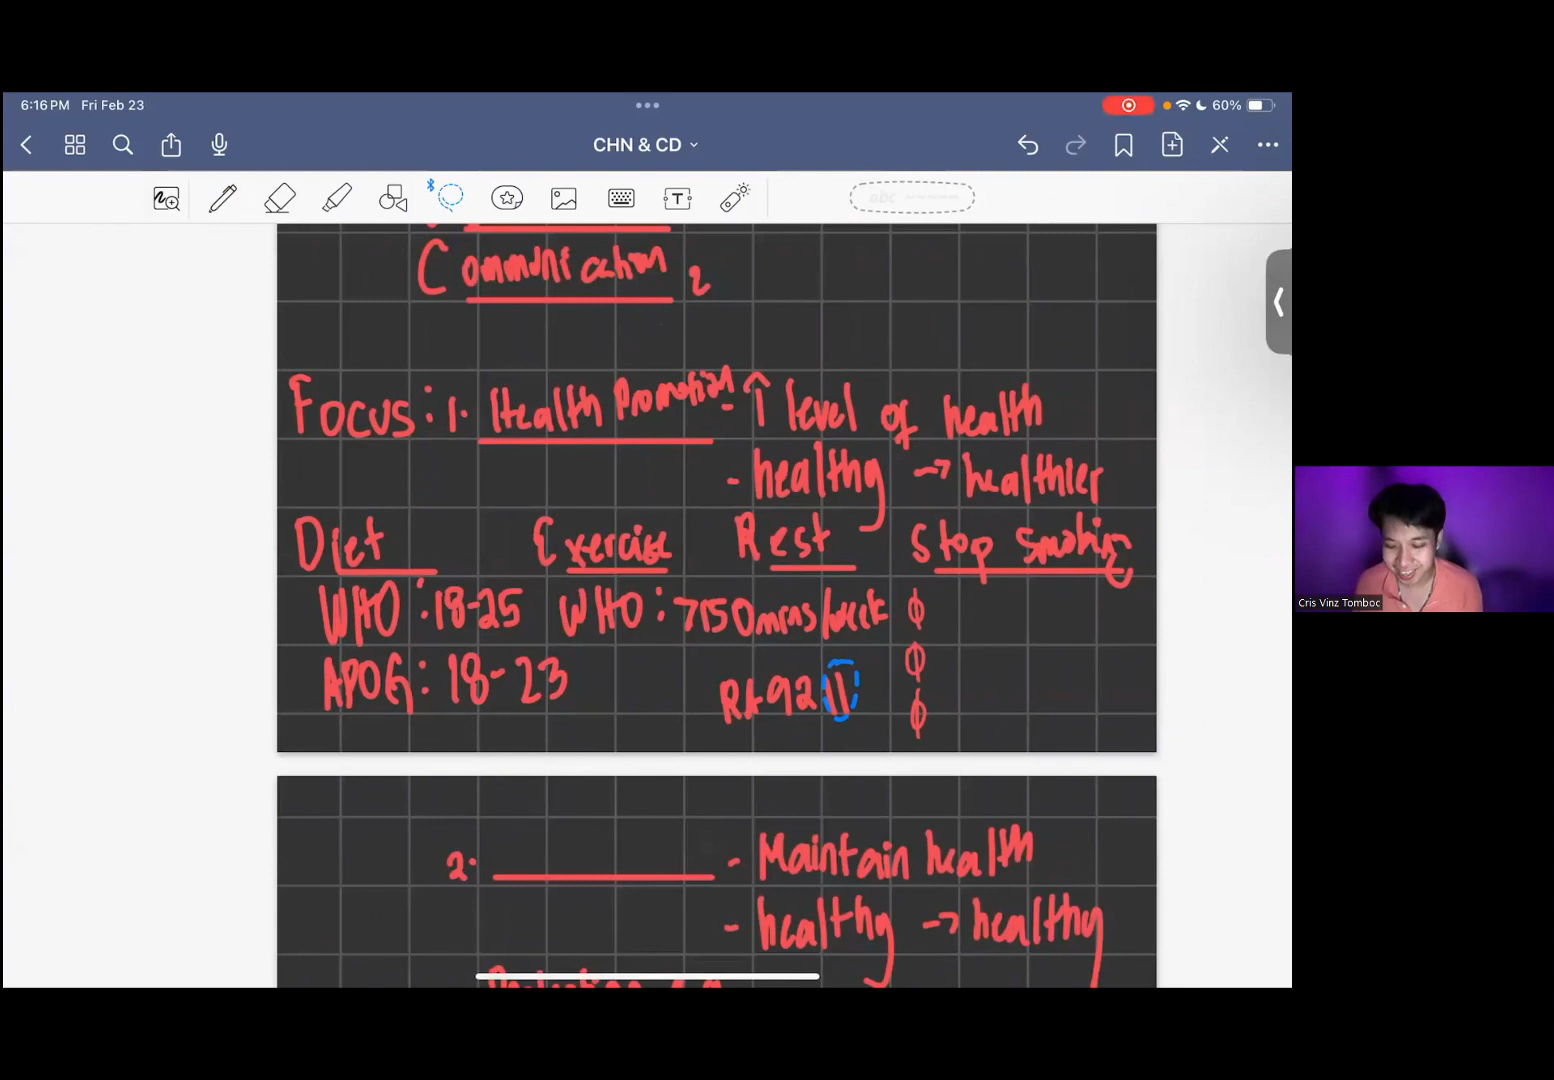 6:16 PM Fri Feb 23
60%
CHN & CD
T
Communication 2
Focus: 1. Health Promotion - ↑ level of health
- healthy → healthier
Diet Exercise Rest Stop smoking
WHO: 18-25 WHO: 7150mins/week
APOG: 18-23 RA 9211
2. - Maintain health
- healthy → healthy
Cris Vinz Tomboc